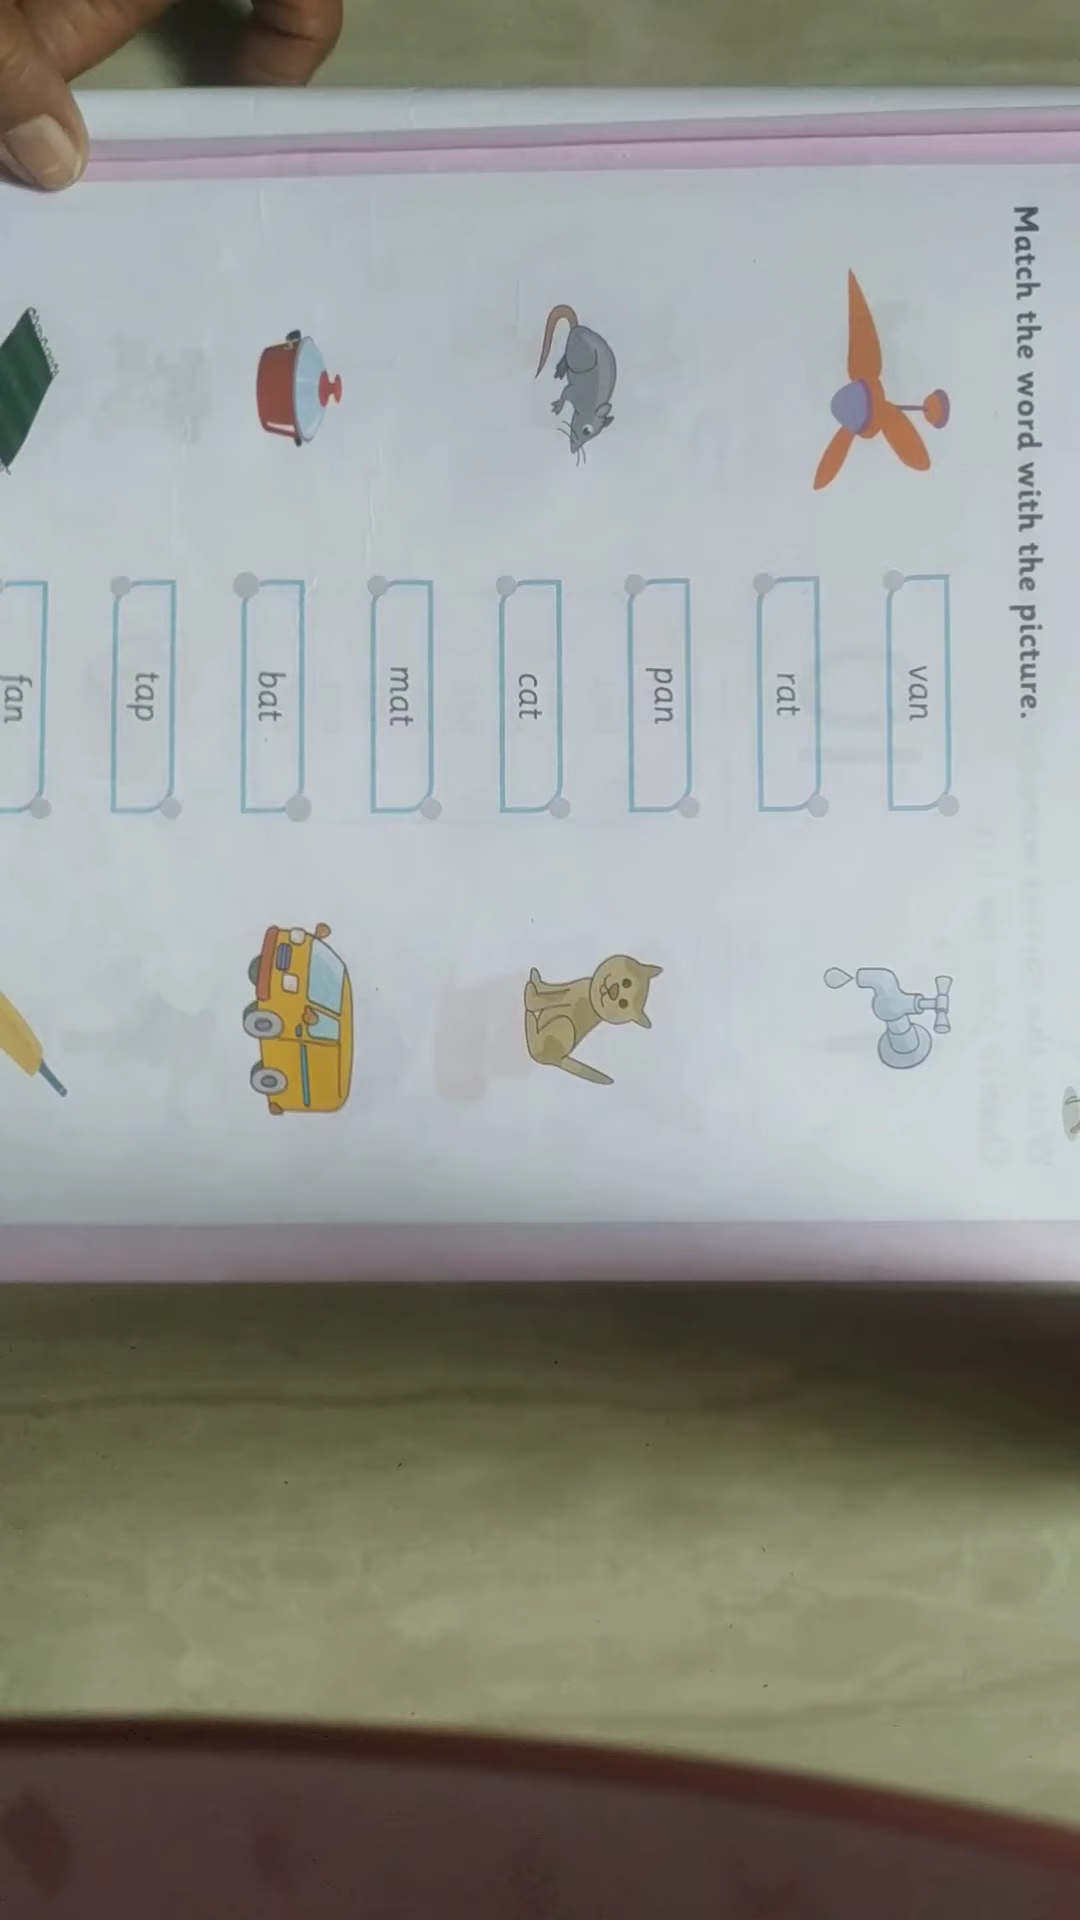 Match the word with the picture.
van
rat
pan
cat
mat
bat
tap
fan